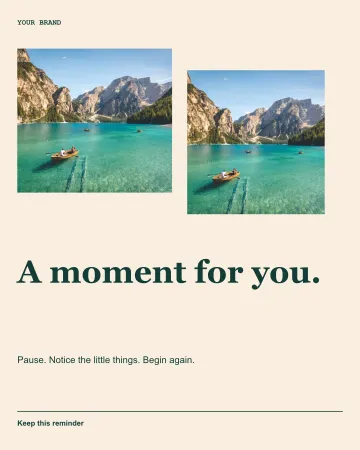 YOUR BRAND
A moment for you.
Pause. Notice the little things. Begin again.
Keep this reminder